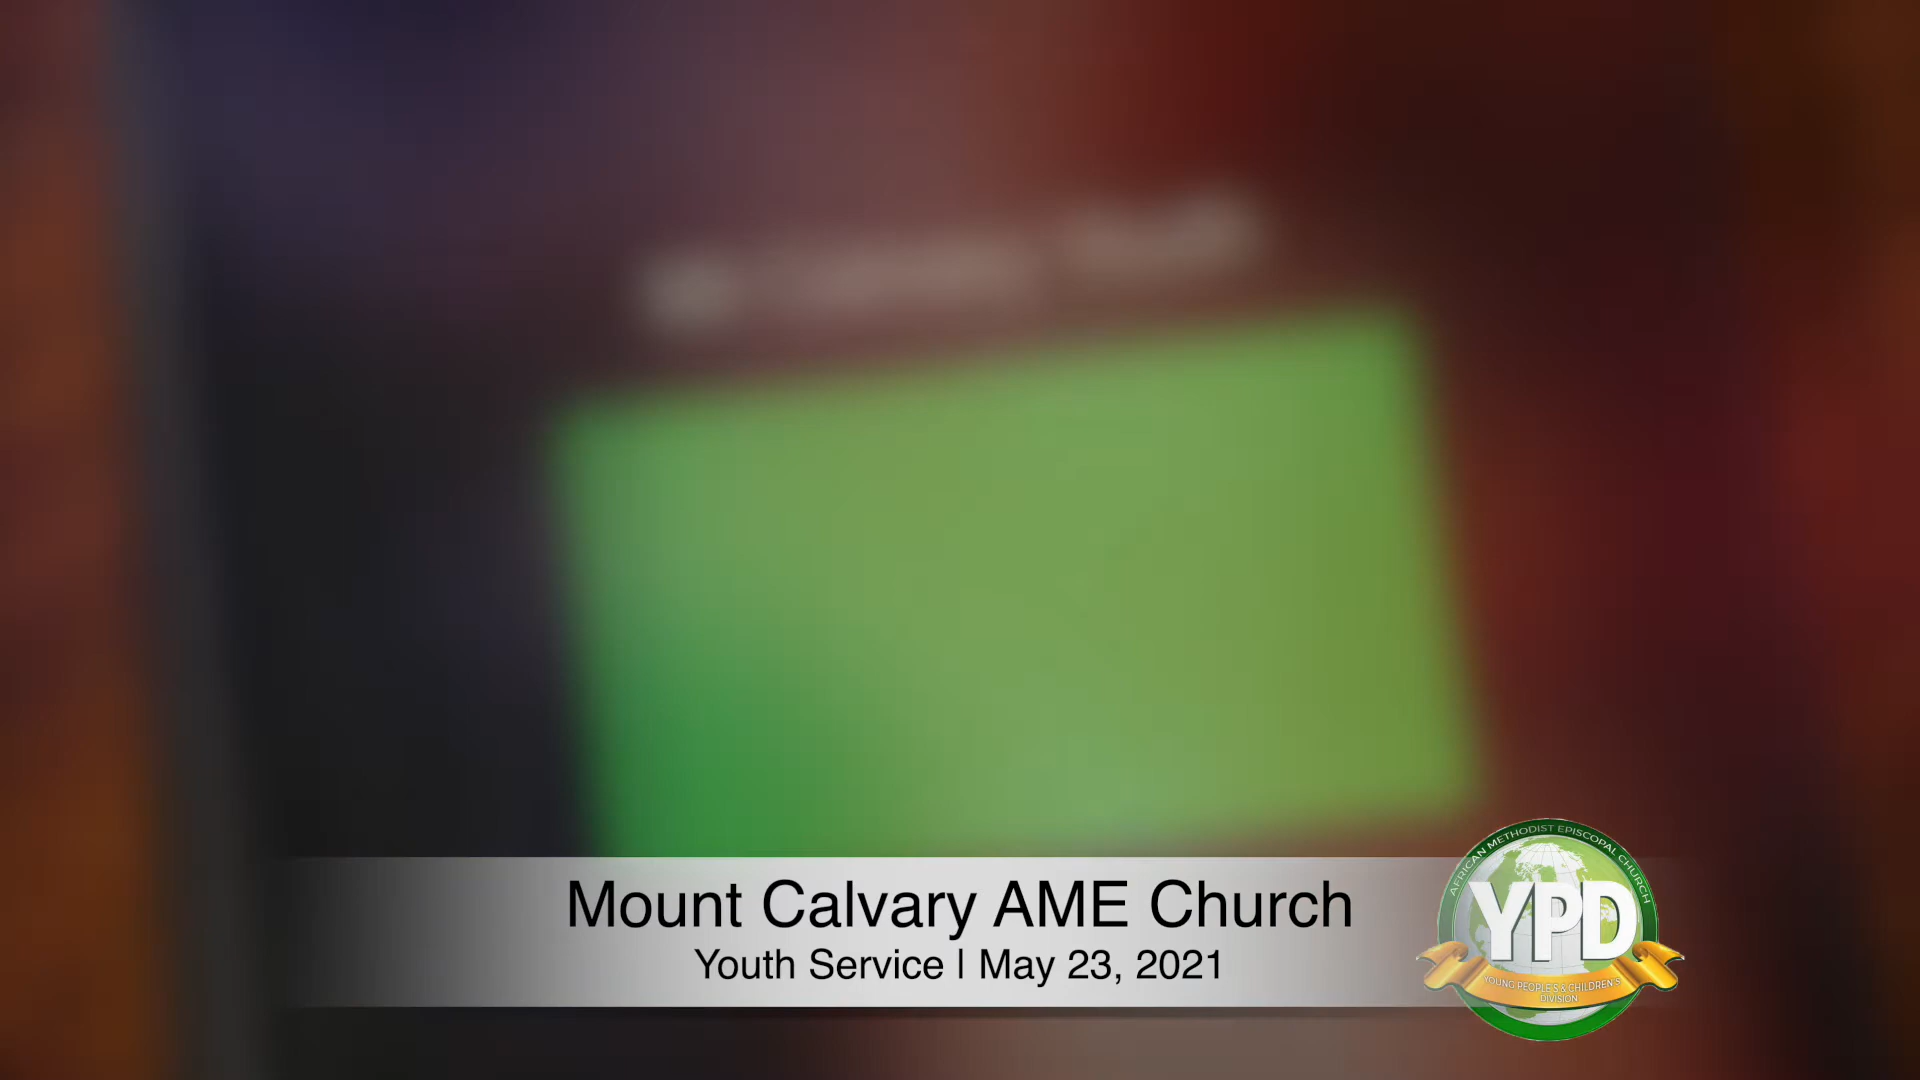 Mount Calvary AME Church
Youth Service | May 23, 2021
AFRICAN METHODIST EPISCOPAL CHURCH
YPD
YOUNG PEOPLE'S & CHILDREN'S
DIVISION